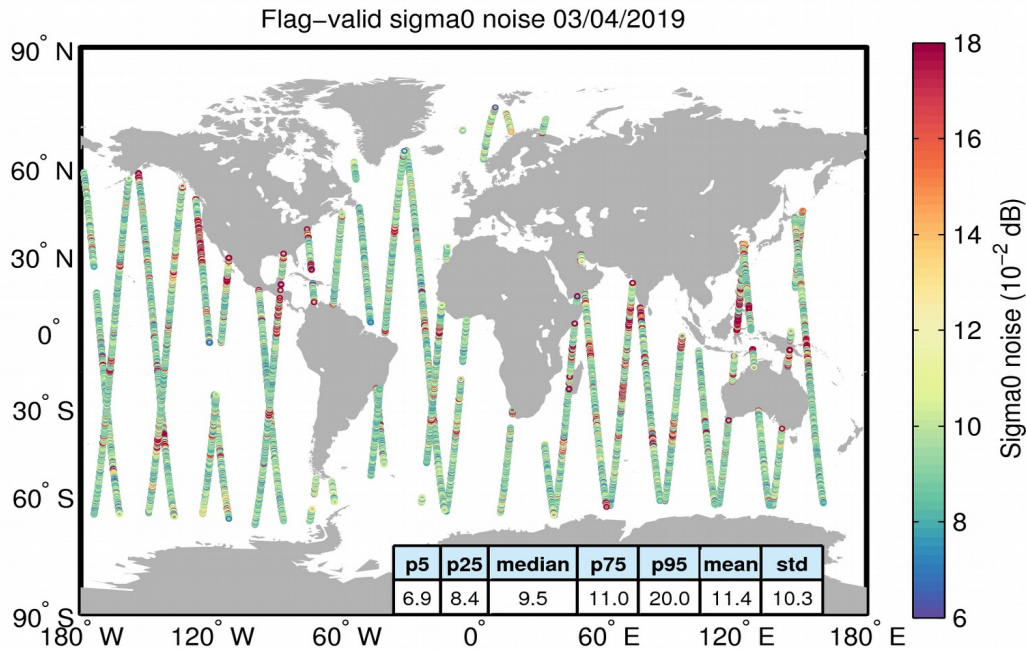 Flag−valid sigma0 noise 03/04/2019
90° N
60° N
30° N
0°
30° S
60° S
90° S
180° W
120° W
60° W
0°
60° E
120° E
180° E
p5 p25 median p75 p95 mean std
6.9 8.4 9.5 11.0 20.0 11.4 10.3
18
16
14
12
10
8
6
Sigma0 noise (10⁻² dB)